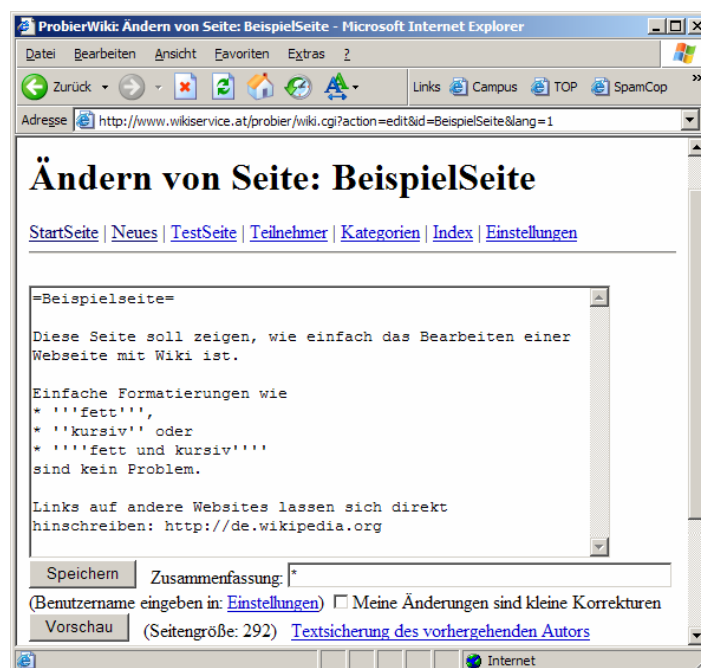 ProbierWiki: Ändern von Seite: BeispielSeite - Microsoft Internet Explorer
Datei Bearbeiten Ansicht Favoriten Extras ?
Zurück Links Campus TOP SpamCop »
Adresse http://www.wikiservice.at/probier/wiki.cgi?action=edit&id=BeispielSeite&lang=1
Ändern von Seite: BeispielSeite
StartSeite | Neues | TestSeite | Teilnehmer | Kategorien | Index | Einstellungen
=Beispielseite=
Diese Seite soll zeigen, wie einfach das Bearbeiten einer
Webseite mit Wiki ist.
Einfache Formatierungen wie
* '''fett''',
* ''kursiv'' oder
* ''''fett und kursiv''''
sind kein Problem.
Links auf andere Websites lassen sich direkt
hinschreiben: http://de.wikipedia.org
Speichern Zusammenfassung: *
(Benutzername eingeben in: Einstellungen) Meine Änderungen sind kleine Korrekturen
Vorschau (Seitengröße: 292) Textsicherung des vorhergehenden Autors
Internet